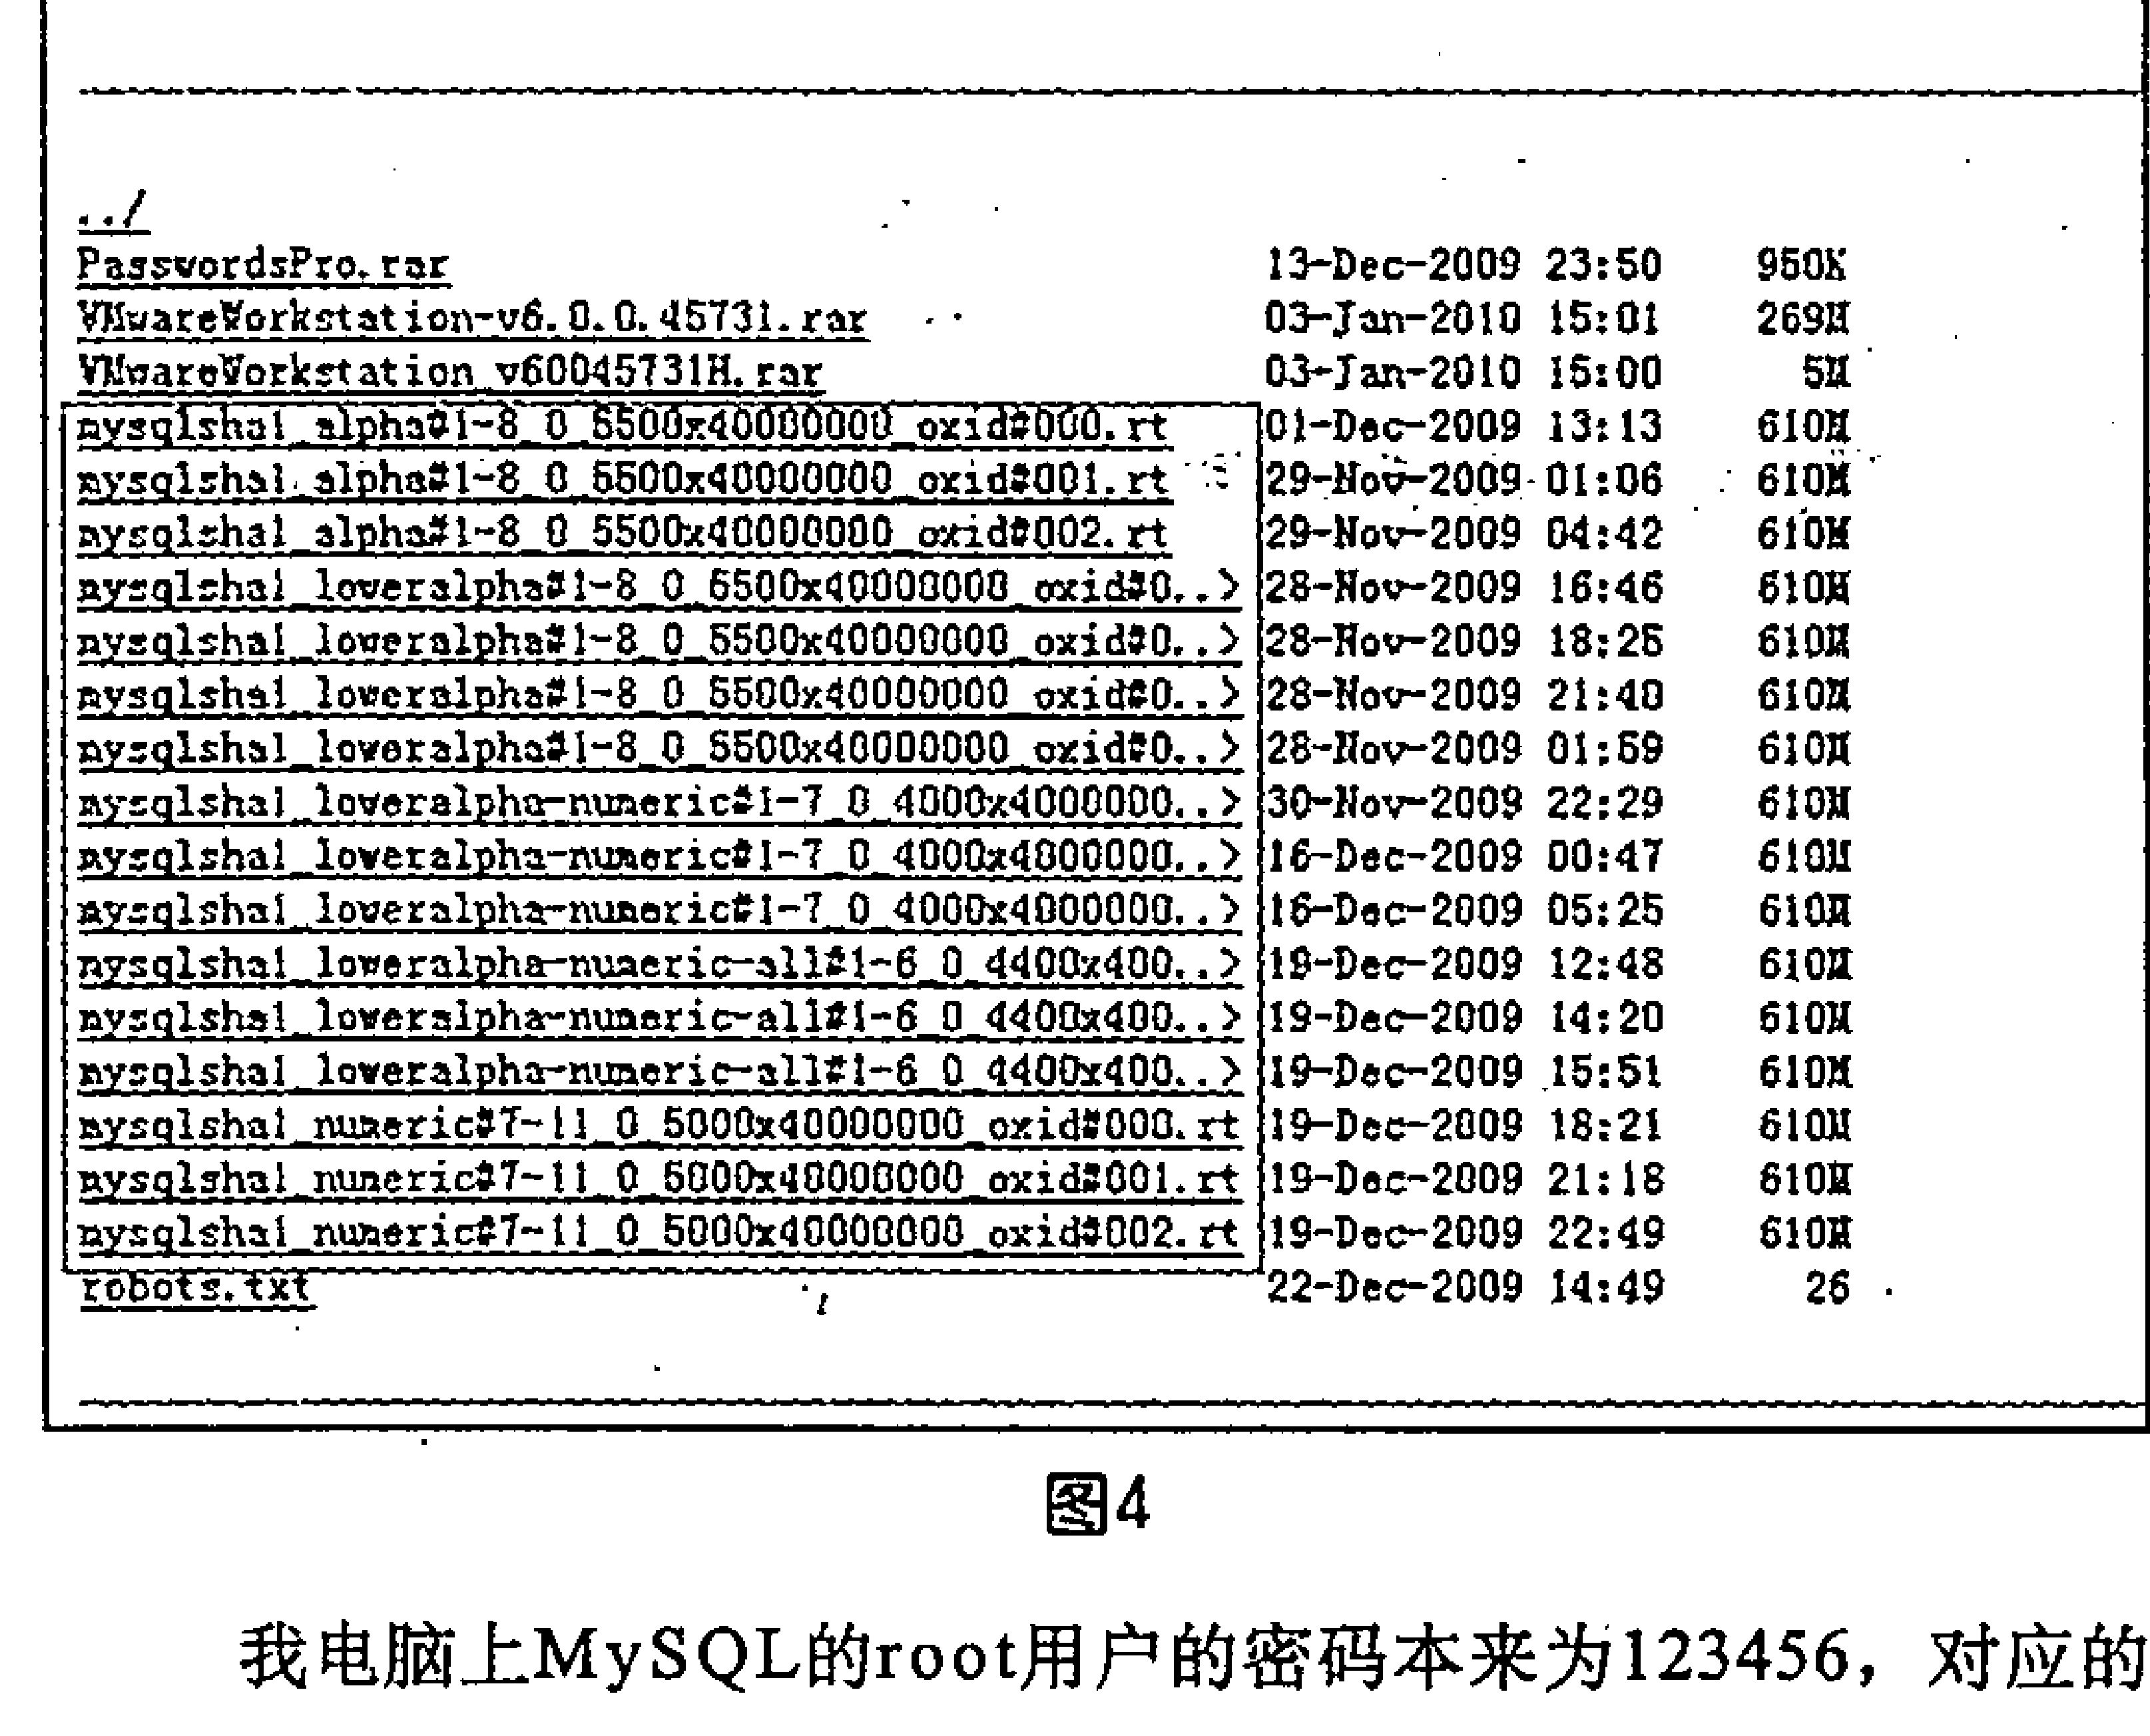 ../
PasswordsPro.rar 13-Dec-2009 23:50 950K
VMwareWorkstation-v6.0.0.45731.rar 03-Jan-2010 15:01 269M
VMwareWorkstation_v60045731H.rar 03-Jan-2010 15:00 5M
mysqlsha1_alpha#1-8_0_5500x40000000_oxid#000.rt 01-Dec-2009 13:13 610M
mysqlsha1_alpha#1-8_0_5500x40000000_oxid#001.rt 29-Nov-2009 01:06 610M
mysqlsha1_alpha#1-8_0_5500x40000000_oxid#002.rt 29-Nov-2009 04:42 610M
mysqlsha1_loweralpha#1-8_0_5500x40000000_oxid#0..> 28-Nov-2009 16:46 610M
mysqlsha1_loweralpha#1-8_0_5500x40000000_oxid#0..> 28-Nov-2009 18:25 610M
mysqlsha1_loweralpha#1-8_0_5500x40000000_oxid#0..> 28-Nov-2009 21:40 610M
mysqlsha1_loweralpha#1-8_0_5500x40000000_oxid#0..> 28-Nov-2009 01:59 610M
mysqlsha1_loweralpha-numeric#1-7_0_4000x4000000..> 30-Nov-2009 22:29 610M
mysqlsha1_loweralpha-numeric#1-7_0_4000x4000000..> 16-Dec-2009 00:47 610M
mysqlsha1_loweralpha-numeric#1-7_0_4000x4000000..> 16-Dec-2009 05:25 610M
mysqlsha1_loweralpha-numeric-all#1-6_0_4400x400..> 19-Dec-2009 12:48 610M
mysqlsha1_loweralpha-numeric-all#1-6_0_4400x400..> 19-Dec-2009 14:20 610M
mysqlsha1_loweralpha-numeric-all#1-6_0_4400x400..> 19-Dec-2009 15:51 610M
mysqlsha1_numeric#7-11_0_5000x40000000_oxid#000.rt 19-Dec-2009 18:21 610M
mysqlsha1_numeric#7-11_0_5000x40000000_oxid#001.rt 19-Dec-2009 21:18 610M
mysqlsha1_numeric#7-11_0_5000x40000000_oxid#002.rt 19-Dec-2009 22:49 610M
robots.txt 22-Dec-2009 14:49 26
图4
我电脑上MySQL的root用户的密码本来为123456，对应的